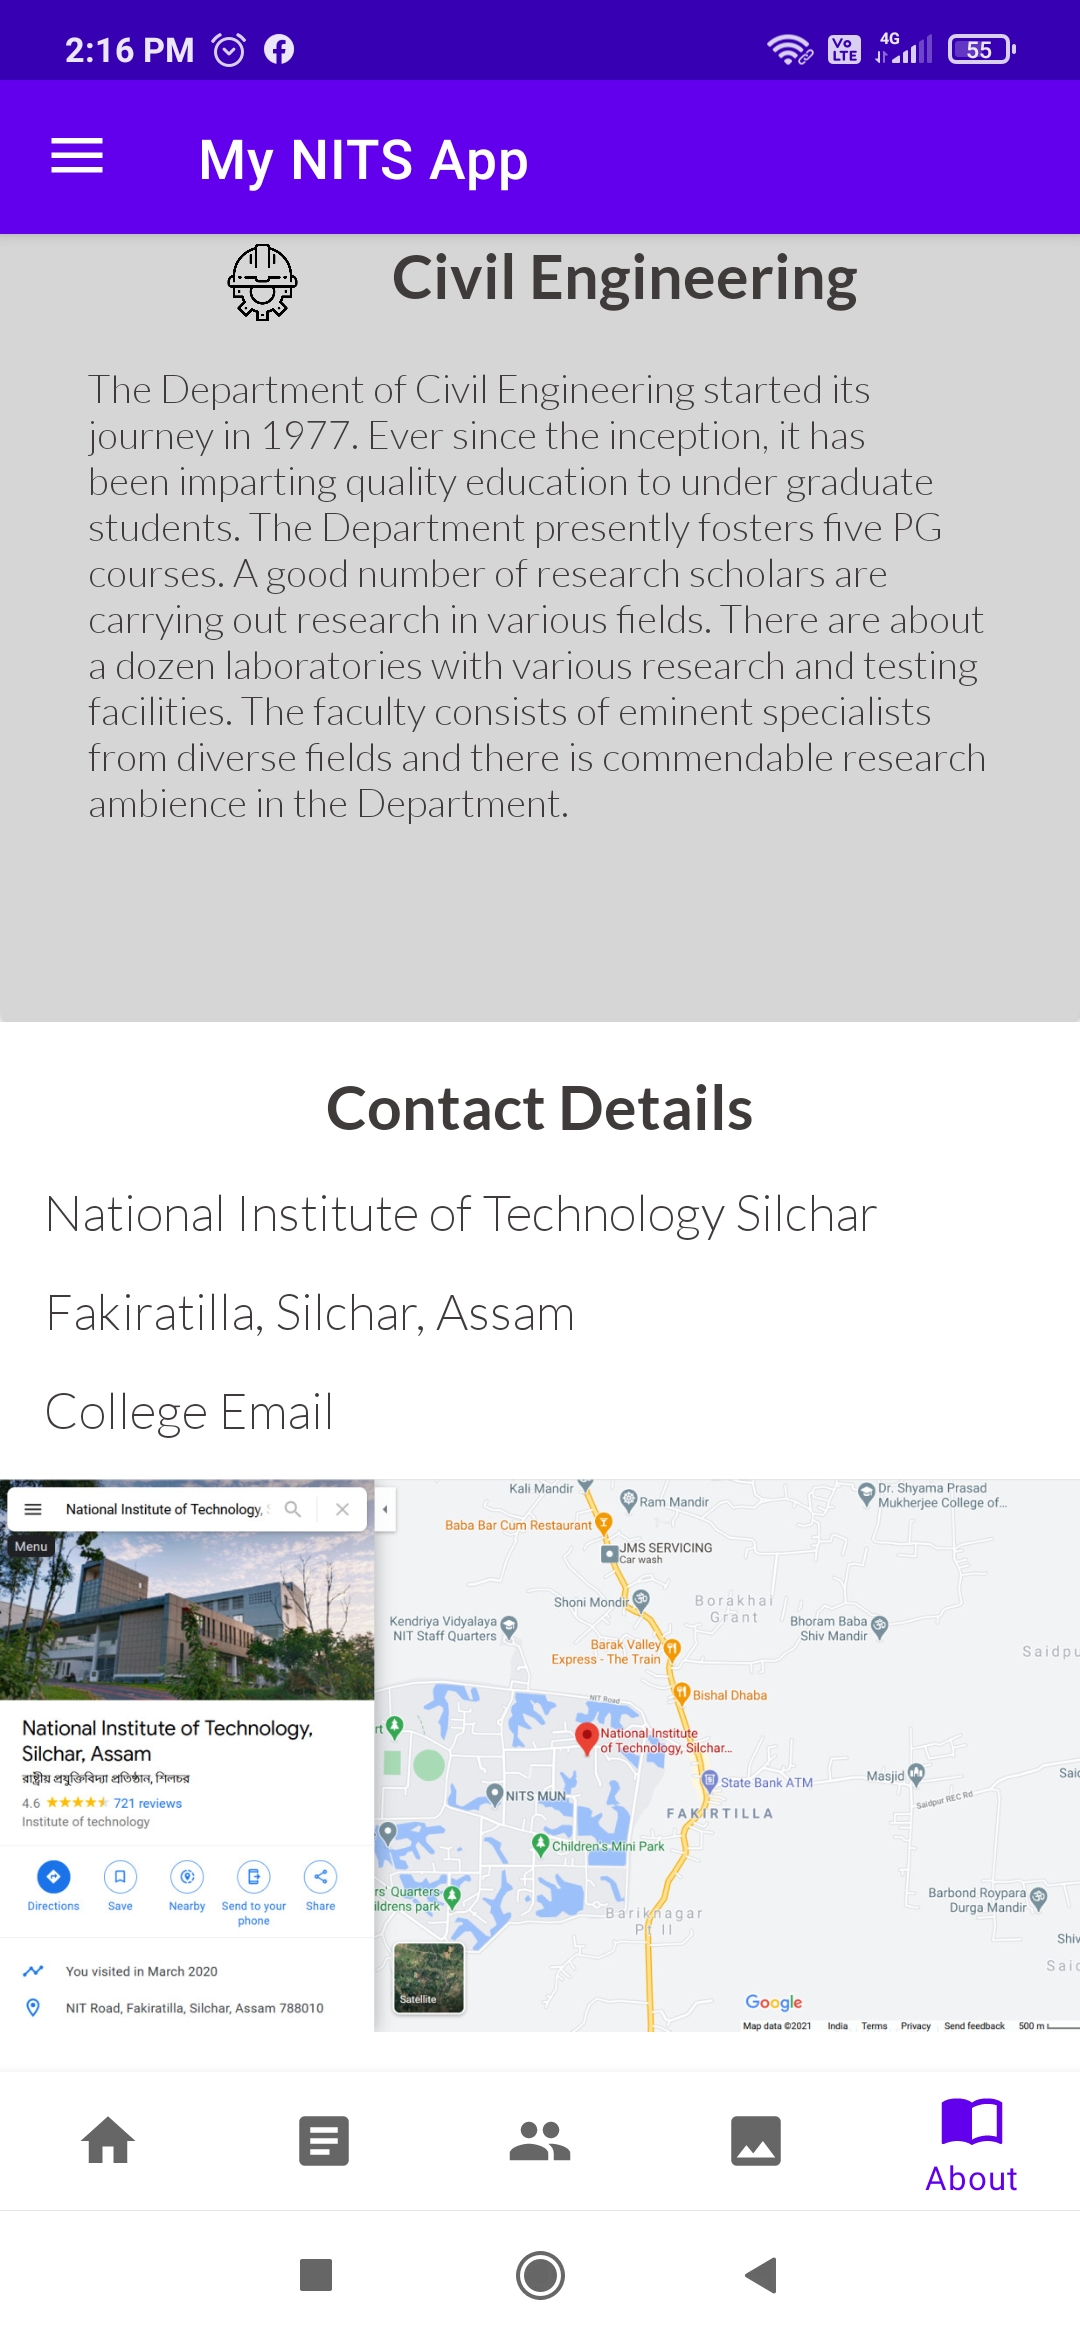 2:16 PM
Vo LTE
4G
55
My NITS App
Civil Engineering
The Department of Civil Engineering started its
journey in 1977. Ever since the inception, it has
been imparting quality education to under graduate
students. The Department presently fosters five PG
courses. A good number of research scholars are
carrying out research in various fields. There are about
a dozen laboratories with various research and testing
facilities. The faculty consists of eminent specialists
from diverse fields and there is commendable research
ambience in the Department.
Contact Details
National Institute of Technology Silchar
Fakiratilla, Silchar, Assam
College Email
National Institute of Technology,
Menu
National Institute of Technology,
Silchar, Assam
রাষ্ট্রীয় প্রযুক্তিবিদ্যা প্রতিষ্ঠান, শিলচর
4.6 721 reviews
Institute of technology
Directions
Save
Nearby
Send to your
phone
Share
You visited in March 2020
NIT Road, Fakiratilla, Silchar, Assam 788010
Kali Mandir
Ram Mandir
Dr. Shyama Prasad
Mukherjee College of...
Baba Bar Cum Restaurant
JMS SERVICING
Car wash
Shoni Mondir
Borakhai
Grant
Kendriya Vidyalaya
NIT Staff Quarters
Bhoram Baba
Shiv Mandir
Barak Valley
Express - The Train
Saidpu
Bishal Dhaba
NIT Road
rt
National Institute
of Technology, Silchar...
State Bank ATM
Masjid
Said
NITS MUN
Saidpur REC Rd
FAKIRTILLA
Children's Mini Park
rs' Quarters
ildrens park
Barbond Roypara
Durga Mandir
Bariknagar
Pt II
Shiv
Said
Satellite
Google
Map data ©2021 India Terms Privacy Send feedback 500 m
About